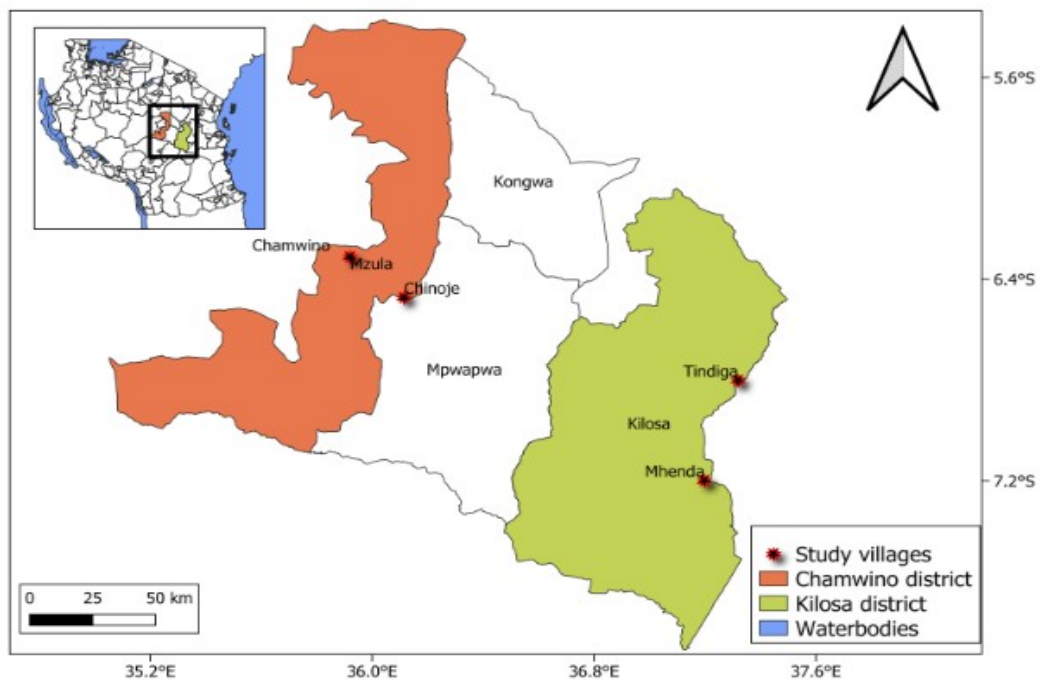 5.6°S
Kongwa
Chamwino
Mzula
6.4°S
Chinoje
Mpwapwa
Tindiga
Kilosa
Mhenda
7.2°S
Study villages
Chamwino district
Kilosa district
Waterbodies
0 25 50 km
35.2°E 36.0°E 36.8°E 37.6°E